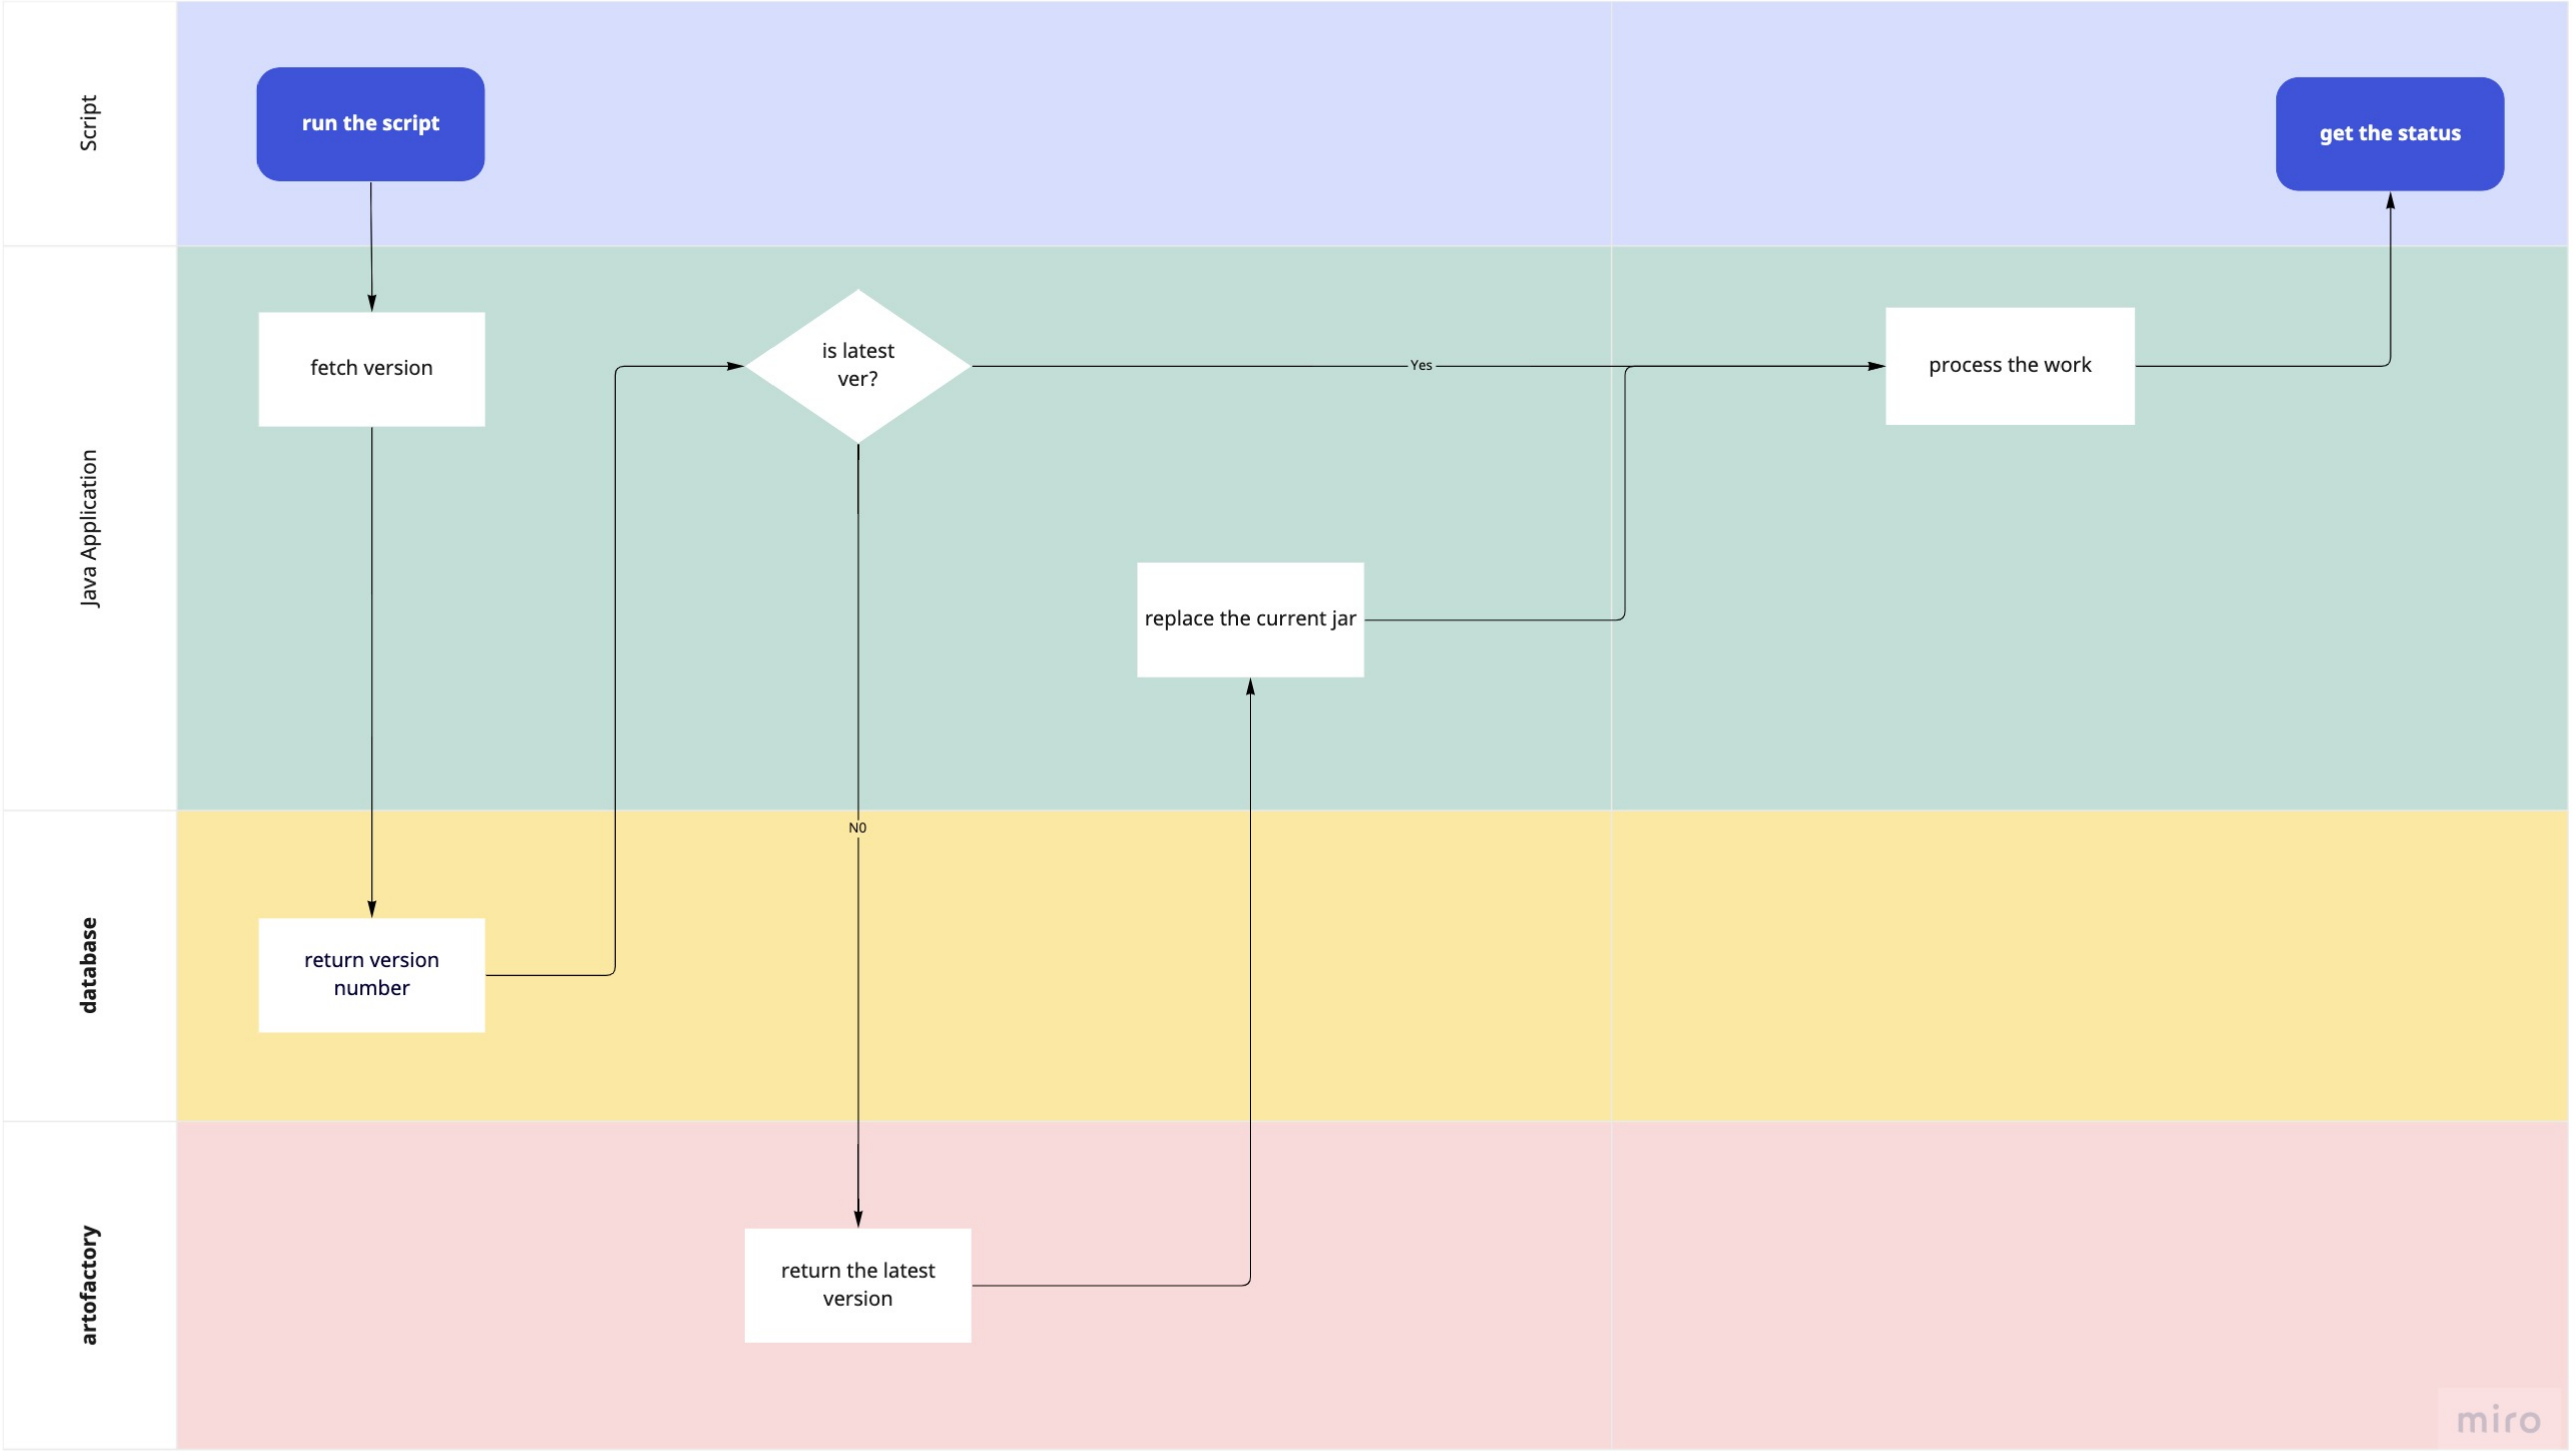 Script
run the script
get the status
Java Application
fetch version
is latest
ver?
Yes
process the work
replace the current jar
N0
database
return version
number
artofactory
return the latest
version
miro